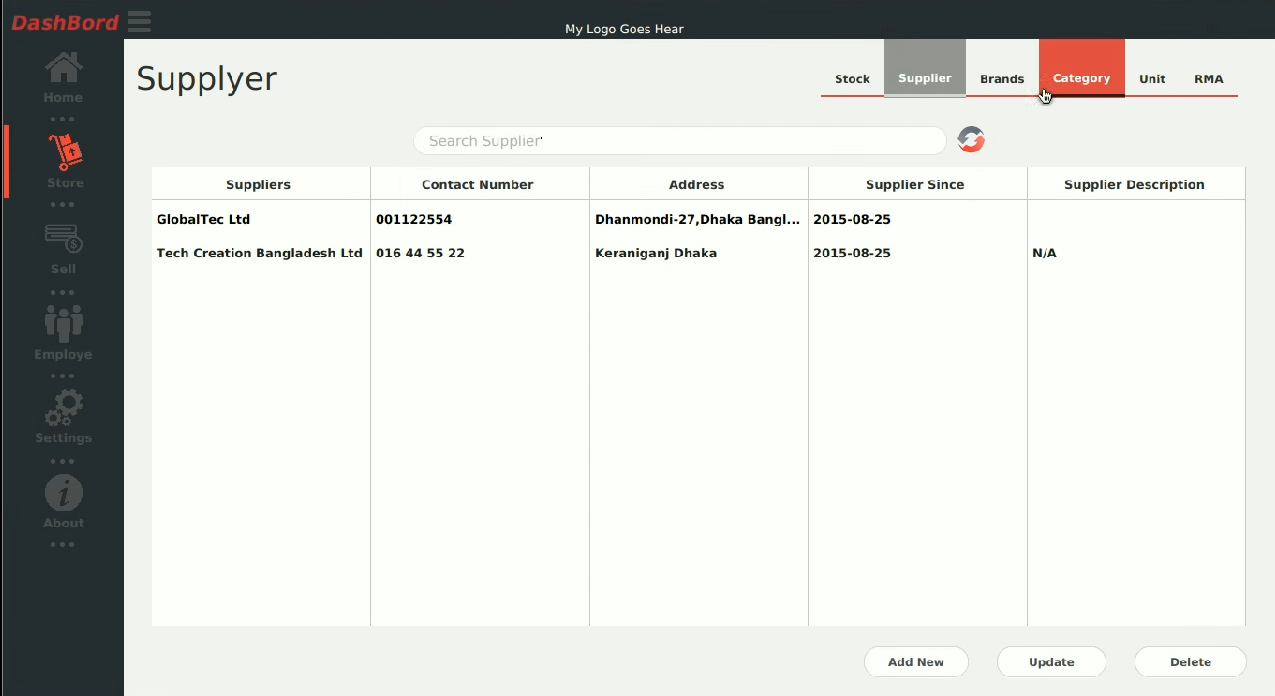 DashBord
My Logo Goes Hear
Home
Store
Sell
Employe
Settings
About
Supplyer
Stock Supplier Brands Category Unit RMA
Search Supplier'
Suppliers Contact Number Address Supplier Since Supplier Description
GlobalTec Ltd 001122554 Dhanmondi-27,Dhaka Bangl... 2015-08-25
Tech Creation Bangladesh Ltd 016 44 55 22 Keraniganj Dhaka 2015-08-25 N/A
Add New Update Delete